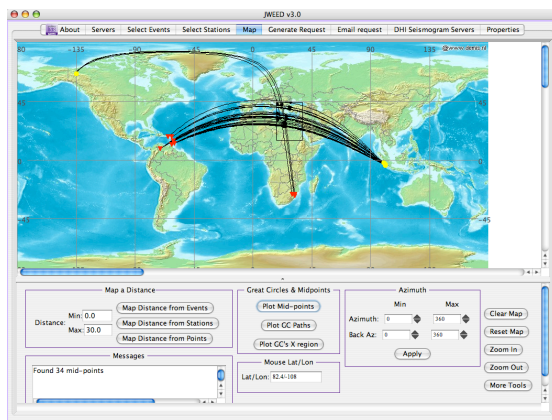 JWEED v3.0
About Servers Select Events Select Stations Map Generate Request Email request DHI Seismogram Servers Properties
80 -135 -90 -45 0 45 90
45 45
0 0
-45 -45
Map a Distance
Distance: Min: 0.0
Max: 30.0
Map Distance from Events
Map Distance from Stations
Map Distance from Points
Messages
Found 34 mid-points
Great Circles & Midpoints
Plot Mid-points
Plot GC Paths
Plot GC's X region
Mouse Lat/Lon
Lat/Lon: 82.4/-108
Azimuth
Min Max
Azimuth: 0 360
Back Az: 0 360
Apply
Clear Map
Reset Map
Zoom In
Zoom Out
More Tools